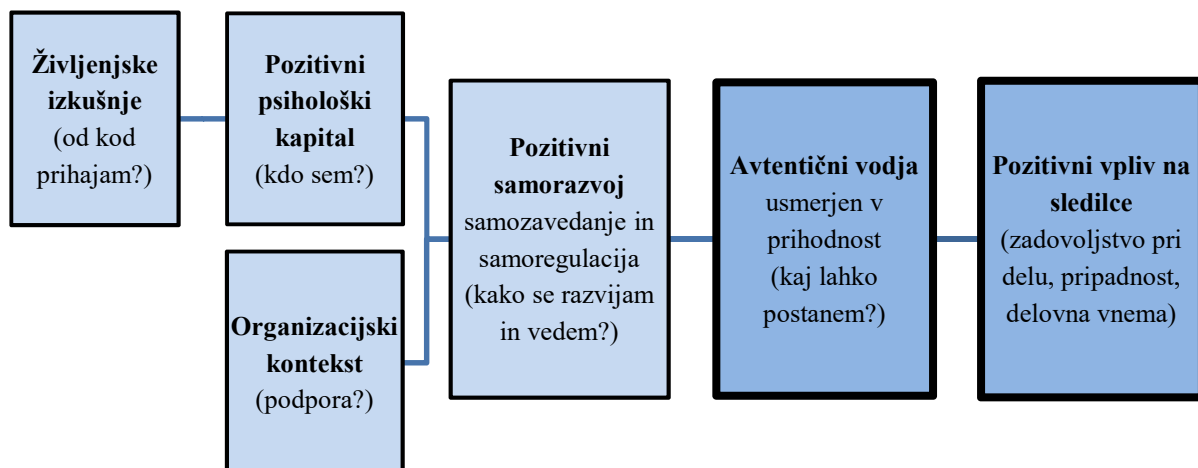 Življenjske
izkušnje
(od kod
prihajam?)
Pozitivni
psihološki
kapital
(kdo sem?)
Organizacijski
kontekst
(podpora?)
Pozitivni
samorazvoj
samozavedanje in
samoregulacija
(kako se razvijam
in vedem?)
Avtentični vodja
usmerjen v
prihodnost
(kaj lahko
postanem?)
Pozitivni vpliv na
sledilce
(zadovoljstvo pri
delu, pripadnost,
delovna vnema)